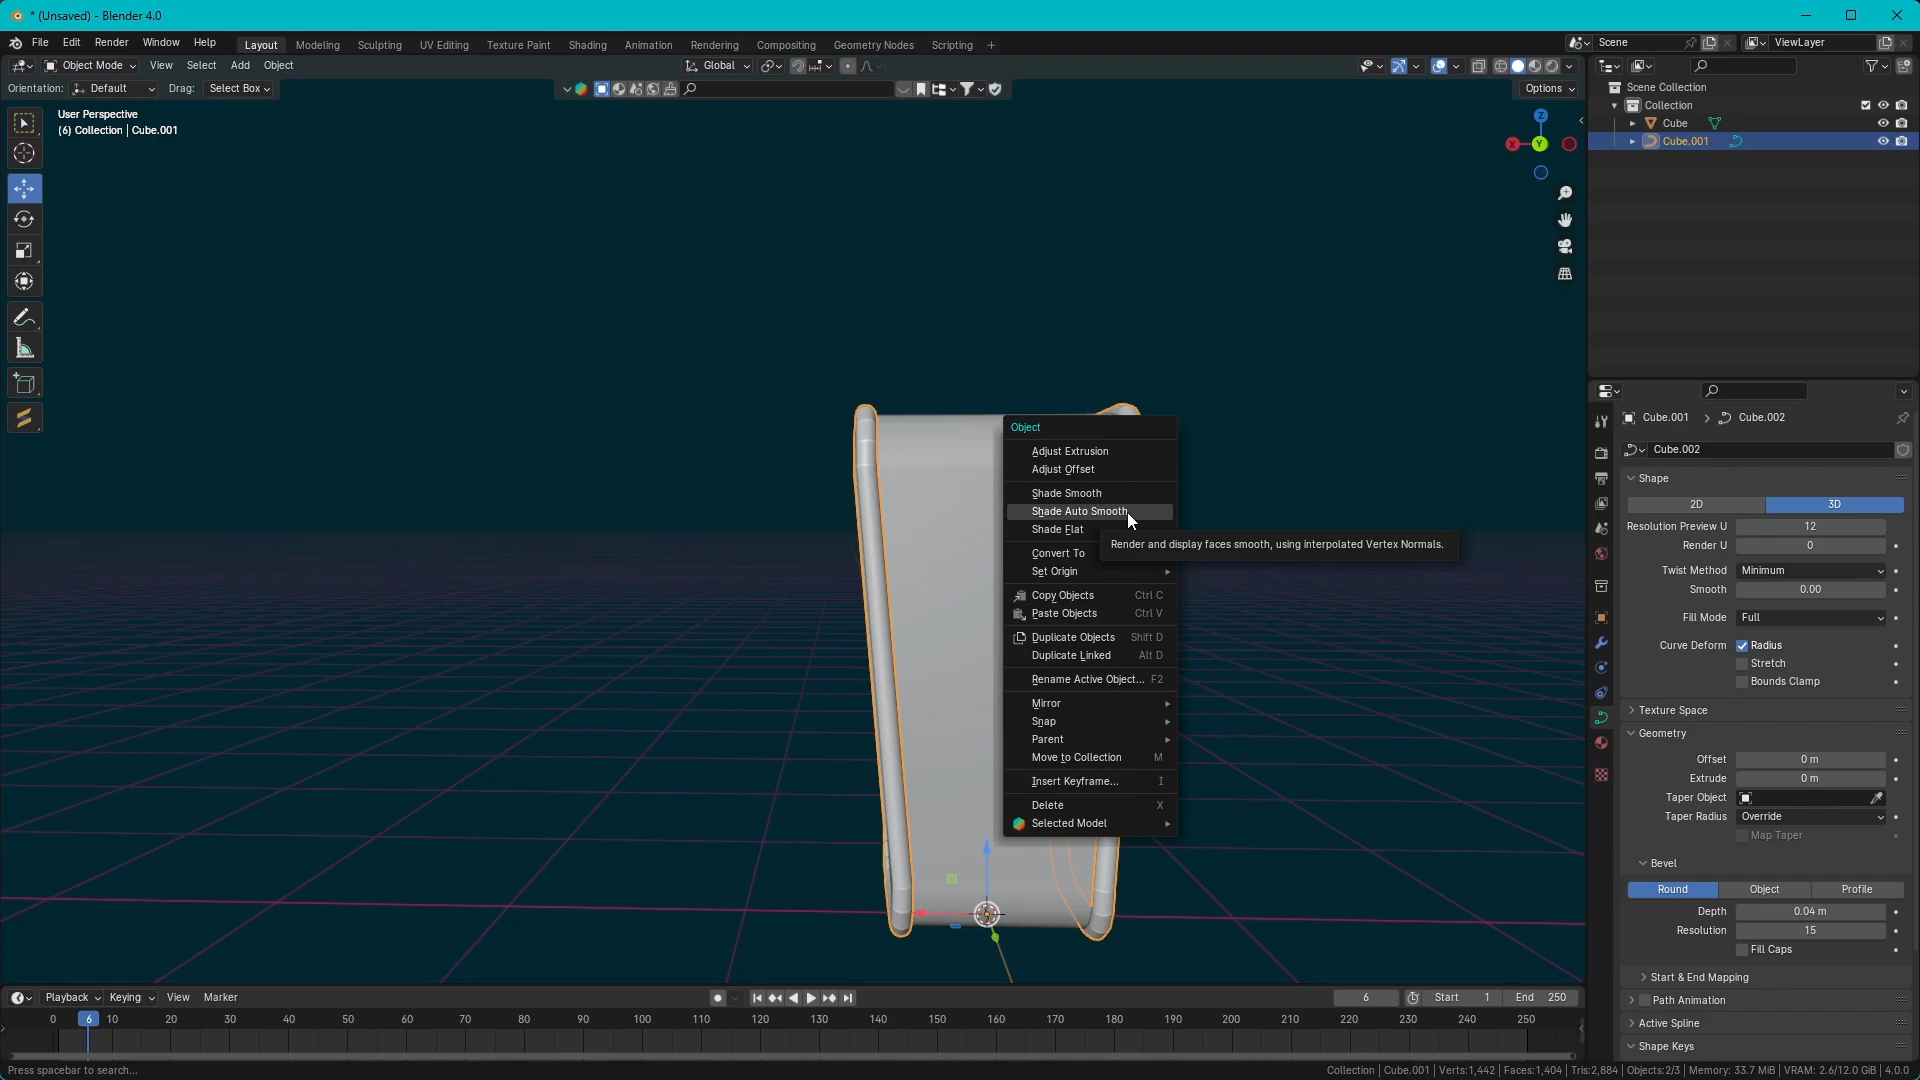 * (Unsaved) - Blender 4.0
File Edit Render Window Help Layout Modeling Sculpting UV Editing Texture Paint Shading Animation Rendering Compositing Geometry Nodes Scripting + Scene ViewLayer
Object Mode View Select Add Object Global
Orientation: Default Drag: Select Box Options
User Perspective
(6) Collection | Cube.001
Z
X Y
Scene Collection
Collection
Cube
Cube.001
Object
Adjust Extrusion
Adjust Offset
Shade Smooth
Shade Auto Smooth
Shade Flat
Render and display faces smooth, using interpolated Vertex Normals.
Convert To
Set Origin
Copy Objects Ctrl C
Paste Objects Ctrl V
Duplicate Objects Shift D
Duplicate Linked Alt D
Rename Active Object... F2
Mirror
Snap
Parent
Move to Collection M
Insert Keyframe... I
Delete X
Selected Model
Cube.001 > Cube.002
Cube.002
Shape
2D 3D
Resolution Preview U 12
Render U 0
Twist Method Minimum
Smooth 0.00
Fill Mode Full
Curve Deform Radius
Stretch
Bounds Clamp
Texture Space
Geometry
Offset 0 m
Extrude 0 m
Taper Object
Taper Radius Override
Map Taper
Bevel
Round Object Profile
Depth 0.04 m
Resolution 15
Fill Caps
Start & End Mapping
Path Animation
Active Spline
Shape Keys
Playback Keying View Marker 6 Start 1 End 250
0 6 10 20 30 40 50 60 70 80 90 100 110 120 130 140 150 160 170 180 190 200 210 220 230 240 250
Press spacebar to search... Collection | Cube.001 | Verts:1,442 | Faces:1,404 | Tris:2,884 | Objects:2/3 | Memory: 33.7 MiB | VRAM: 2.6/12.0 GiB | 4.0.0